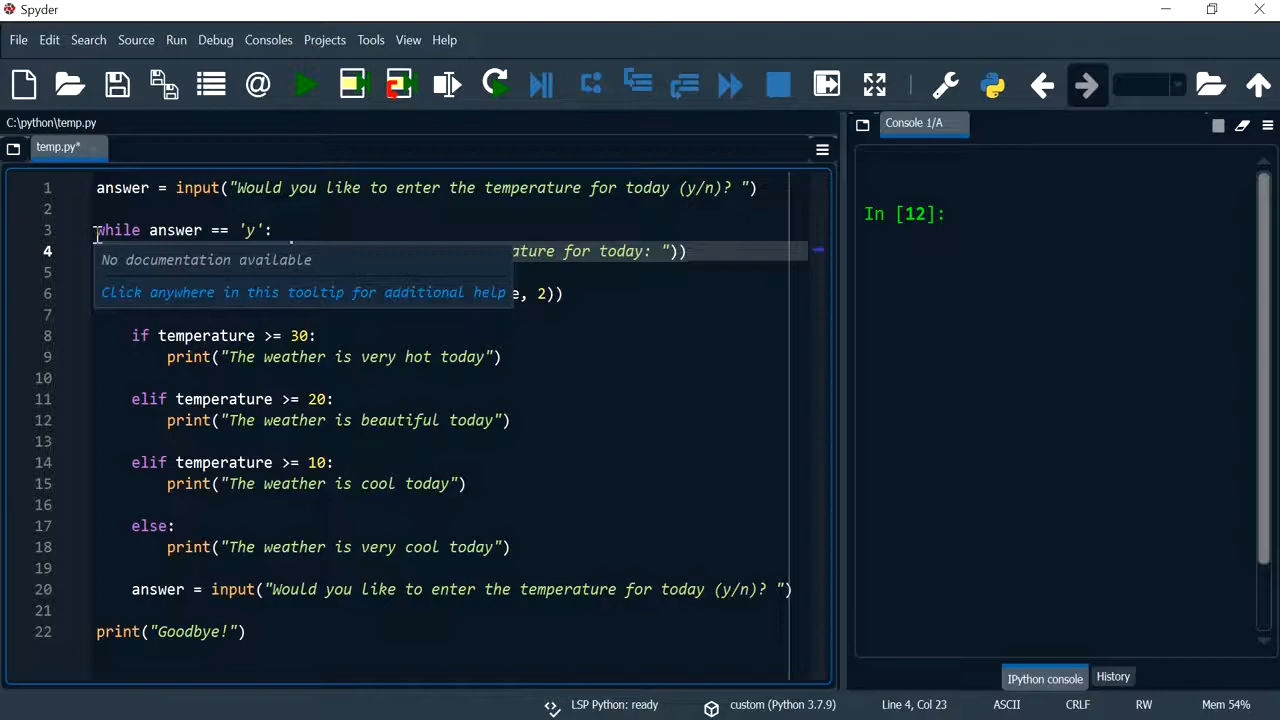 Spyder
File Edit Search Source Run Debug Consoles Projects Tools View Help
C:\python\temp.py
temp.py*
1 answer = input("Would you like to enter the temperature for today (y/n)? ")
2
3 while answer == 'y':
4 ature for today: "))
No documentation available
5
Click anywhere in this tooltip for additional help
6 e, 2))
7
8 if temperature >= 30:
9 print("The weather is very hot today")
10
11 elif temperature >= 20:
12 print("The weather is beautiful today")
13
14 elif temperature >= 10:
15 print("The weather is cool today")
16
17 else:
18 print("The weather is very cool today")
19
20 answer = input("Would you like to enter the temperature for today (y/n)? ")
21
22 print("Goodbye!")
Console 1/A
In [12]:
IPython console History
LSP Python: ready custom (Python 3.7.9) Line 4, Col 23 ASCII CRLF RW Mem 54%